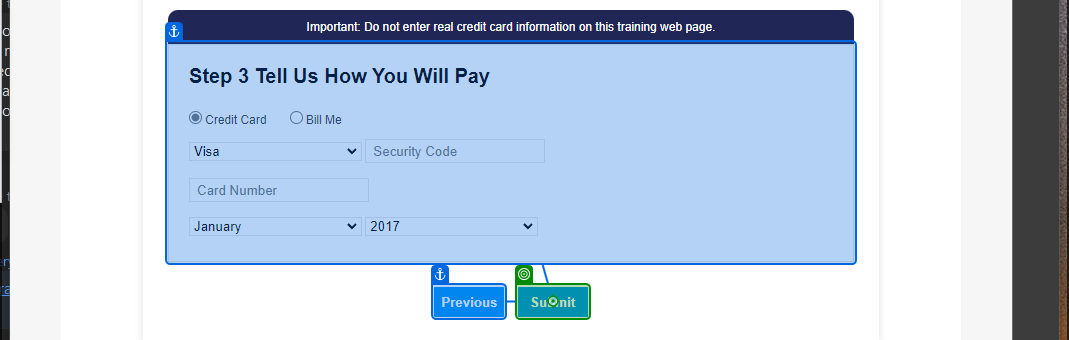 Important: Do not enter real credit card information on this training web page.
Step 3 Tell Us How You Will Pay
Credit Card Bill Me
Visa Security Code
Card Number
January 2017
Previous Submit